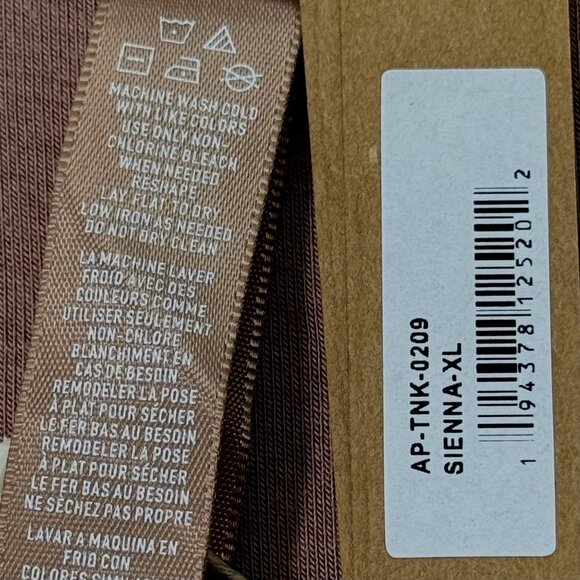 MACHINE WASH COLD
WITH LIKE COLORS
USE ONLY NON-
CHLORINE BLEACH
WHEN NEEDED
RESHAPE
LAY FLAT TO DRY
LOW IRON AS NEEDED
DO NOT DRY CLEAN
LA MACHINE LAVER
FROID AVEC DES
COULEURS COMME
UTILISER SEULEMENT
NON-CHLORE
BLANCHIMENT EN
CAS DE BESOIN
REMODELER LA POSE
À PLAT POUR SÉCHER
LE FER BAS AU BESOIN
REMODELER LA POSE
À PLAT POUR SÉCHER
LE FER BAS AU BESOIN
NE SÉCHEZ PAS PROPRE
LAVAR A MAQUINA EN
FRIO CON
COLORES
AP-TNK-0209
SIENNA-XL
1 94378 12520 2